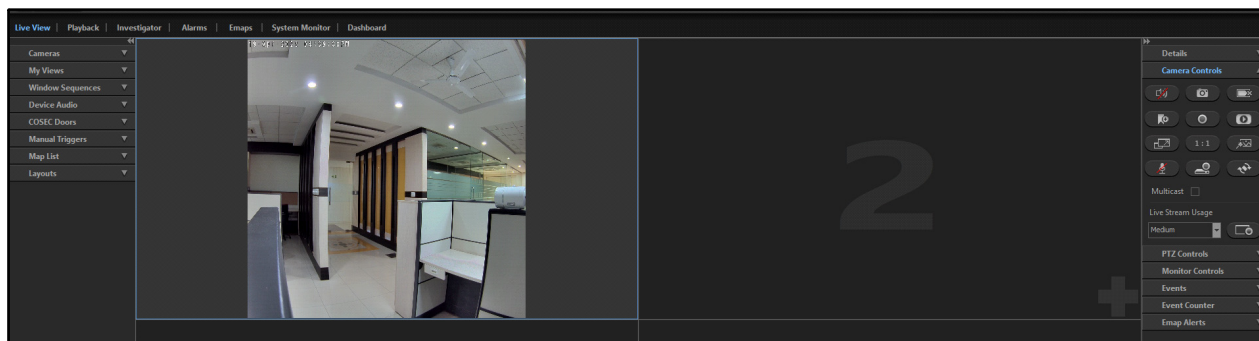 Live View | Playback | Investigator | Alarms | Emaps | System Monitor | Dashboard
Cameras
My Views
Window Sequences
Device Audio
COSEC Doors
Manual Triggers
Map List
Layouts
2
Details
Camera Controls
1:1
Multicast
Live Stream Usage
Medium
PTZ Controls
Monitor Controls
Events
Event Counter
Emap Alerts